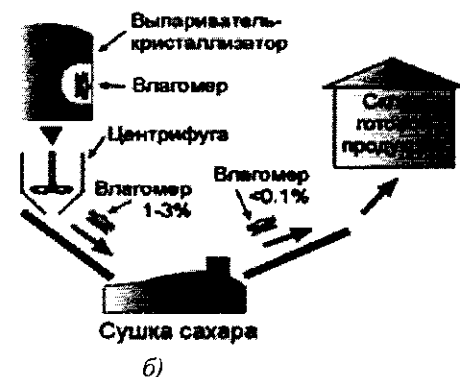 Выпариватель-
кристаллизатор
Влагомер
Центрифуга
Влагомер
1-3%
Влагомер
<0.1%
Сушка сахара
б)